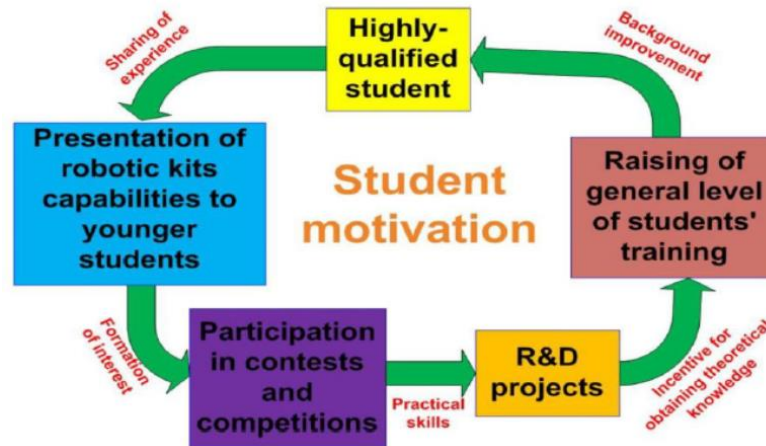 Highly-
qualified
student
Sharing of
experience
Presentation of
robotic kits
capabilities to
younger
students
Formation
of interest
Participation
in contests
and
competitions
Practical
skills
R&D
projects
Incentive for
obtaining theoretical
knowledge
Raising of
general level
of students'
training
Background
improvement
Student
motivation